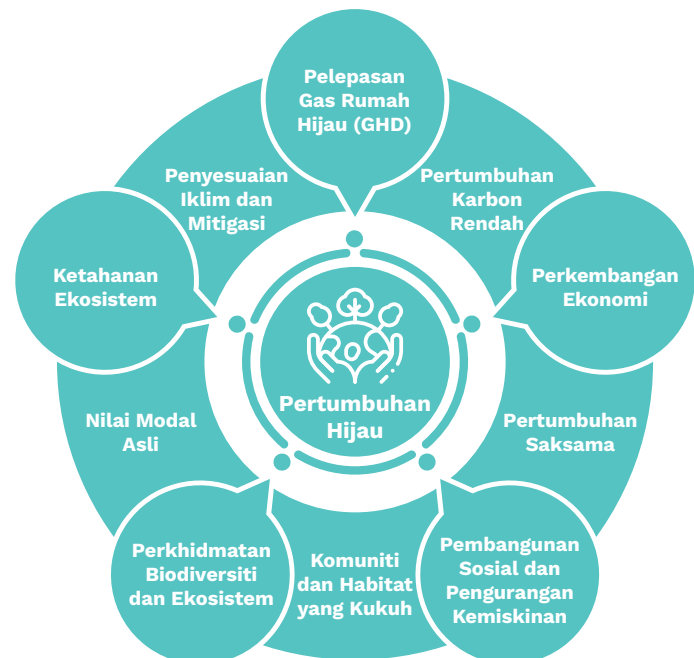 Pelepasan
Gas Rumah
Hijau (GHD)
Pertumbuhan
Karbon
Rendah
Perkembangan
Ekonomi
Pertumbuhan
Saksama
Pembangunan
Sosial dan
Pengurangan
Kemiskinan
Komuniti
dan Habitat
yang Kukuh
Perkhidmatan
Biodiversiti
dan Ekosistem
Nilai Modal
Asli
Ketahanan
Ekosistem
Penyesuaian
Iklim dan
Mitigasi
Pertumbuhan
Hijau